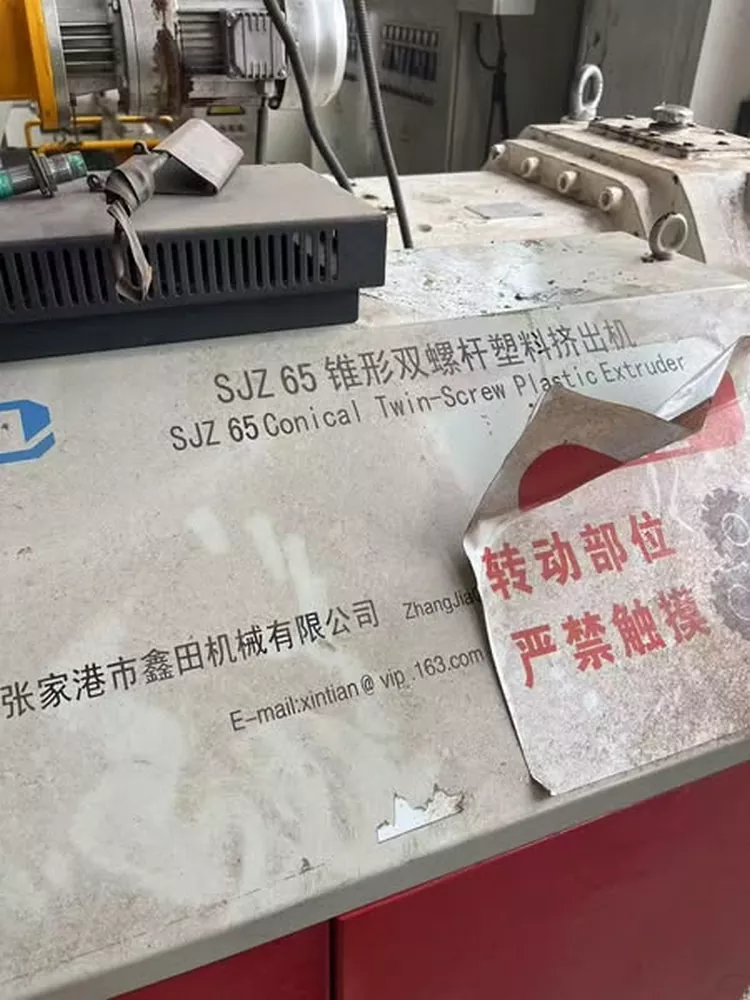 SJZ 65 锥形双螺杆塑料挤出机
SJZ 65 Conical Twin-Screw Plastic Extruder
转动部位
严禁触摸
张家港市鑫田机械有限公司 ZhangJia
E-mail:xintian@vip.163.com